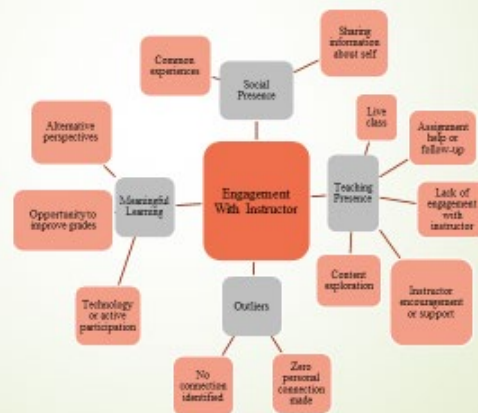 Sharing
information
about self
Common
experiences
Social
Presence
Live
class
Alternative
perspectives
Assignment
help or
follow-up
Engagement
With Instructor
Teaching
Presence
Meaningful
Learning
Lack of
engagement
with
instructor
Opportunity to
improve grades
Content
exploration
Instructor
encouragement
or support
Technology
or active
participation
Outliers
No
connection
identified
Zero
personal
connection
made